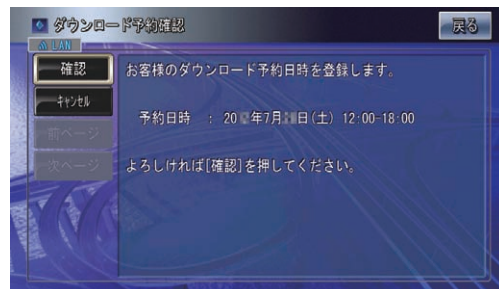 ダウンロード予約確認
戻る
LAN
確認
お客様のダウンロード予約日時を登録します。
キャンセル
予約日時 : 20 年7月 日(土) 12:00-18:00
前ページ
次ページ
よろしければ[確認]を押してください。